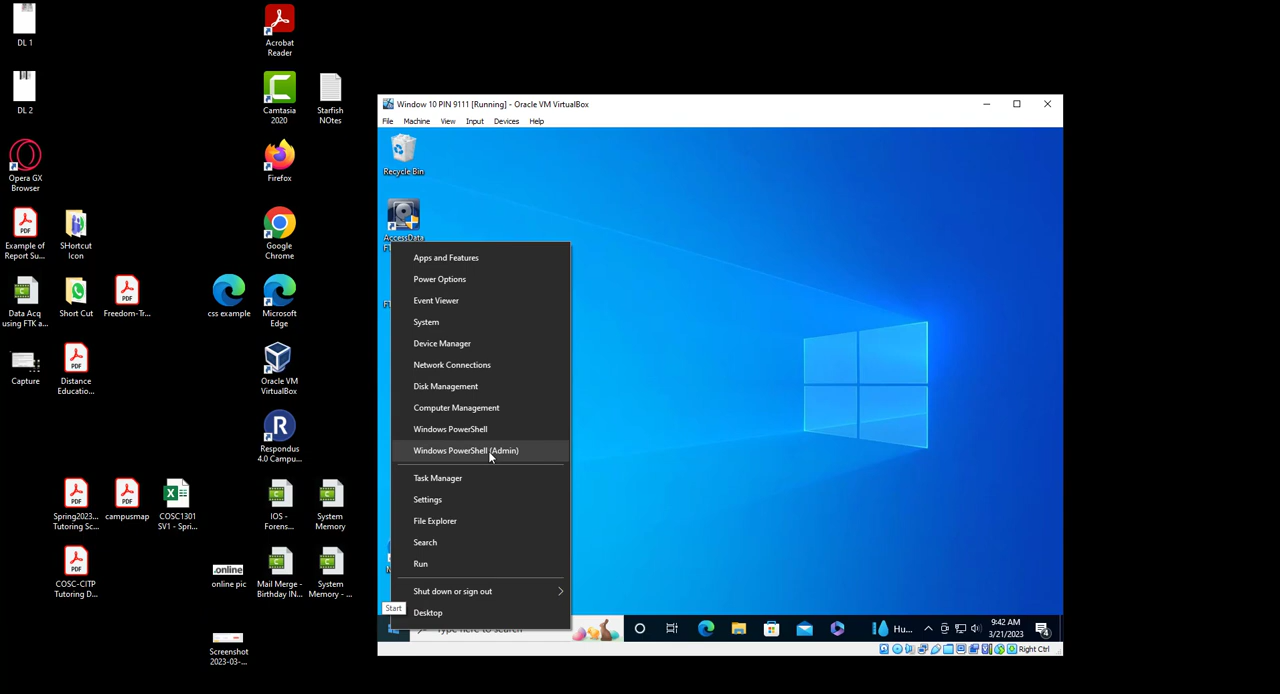 DL 1
DL 2
Opera GX
Browser
Example of
Report Su...
SHortcut
Icon
Data Acq
using FTK a...
Short Cut
Freedom-Tr...
Capture
Distance
Educatio...
Spring2023...
Tutoring Sc...
campusmap
COSC1301
SV1 - Spri...
COSC-CITP
Tutoring D...
Acrobat
Reader
Camtasia
2020
Starfish
NOtes
Firefox
Google
Chrome
css example
Microsoft
Edge
Oracle VM
VirtualBox
Respondus
4.0 Campu...
IOS -
Forens...
System
Memory
.online
online pic
Mail Merge -
Birthday IN...
System
Memory - ...
Screenshot
2023-03-...
Window 10 PIN 9111 [Running] - Oracle VM VirtualBox
File Machine View Input Devices Help
Recycle Bin
AccessData
Apps and Features
Power Options
Event Viewer
System
Device Manager
Network Connections
Disk Management
Computer Management
Windows PowerShell
Windows PowerShell (Admin)
Task Manager
Settings
File Explorer
Search
Run
Shut down or sign out
Desktop
Start
Type here to search
Hu...
9:42 AM
3/21/2023
4
Right Ctrl